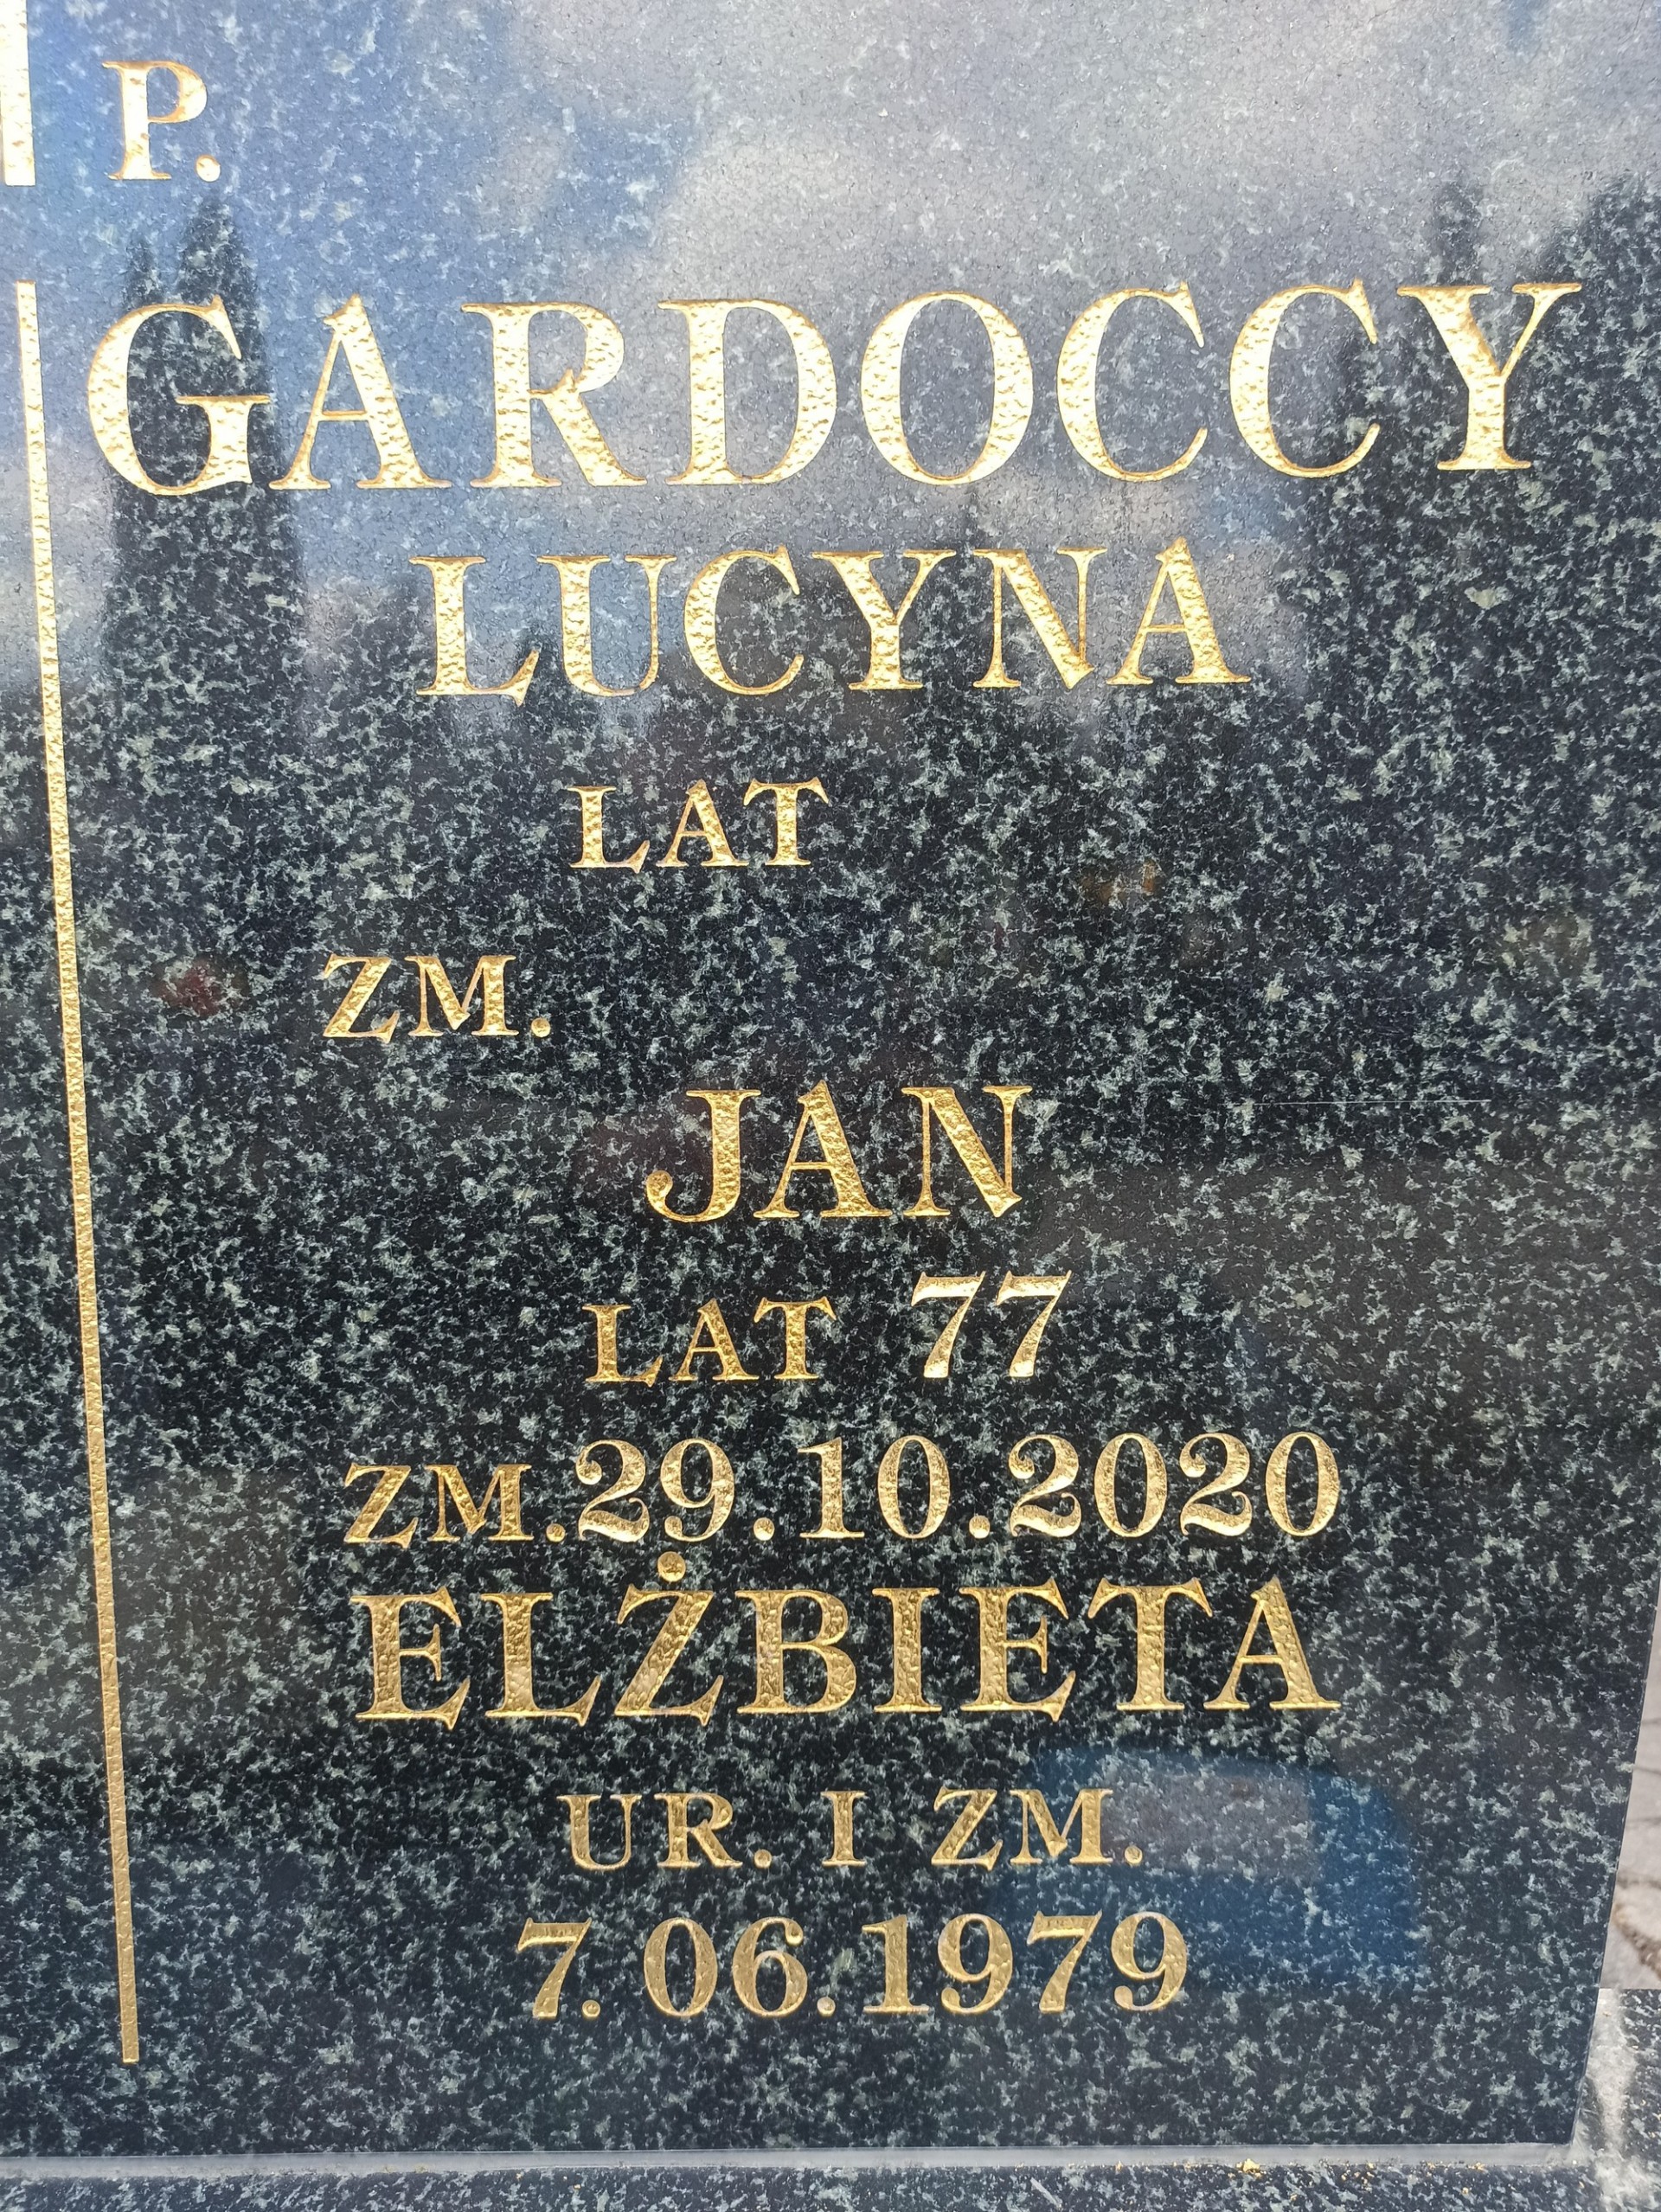 P.
GARDOCCY
LUCYNA
LAT
ZM.
JAN
LAT 77
ZM. 29.10.2020
ELŻBIETA
UR. I ZM.
7.06.1979